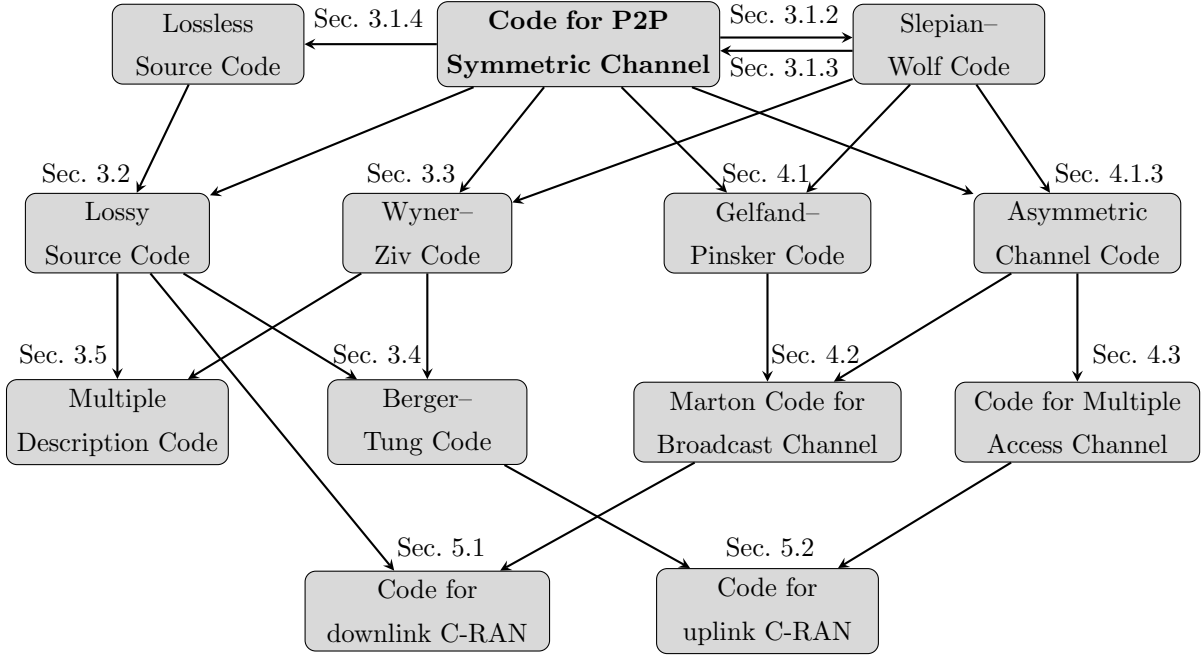 Lossless
Source Code
Sec. 3.1.4
Code for P2P
Symmetric Channel
Sec. 3.1.2
Sec. 3.1.3
Slepian–
Wolf Code
Sec. 3.2
Lossy
Source Code
Sec. 3.3
Wyner–
Ziv Code
Sec. 4.1
Gelfand–
Pinsker Code
Sec. 4.1.3
Asymmetric
Channel Code
Sec. 3.5
Multiple
Description Code
Sec. 3.4
Berger–
Tung Code
Sec. 4.2
Marton Code for
Broadcast Channel
Sec. 4.3
Code for Multiple
Access Channel
Sec. 5.1
Code for
downlink C-RAN
Sec. 5.2
Code for
uplink C-RAN